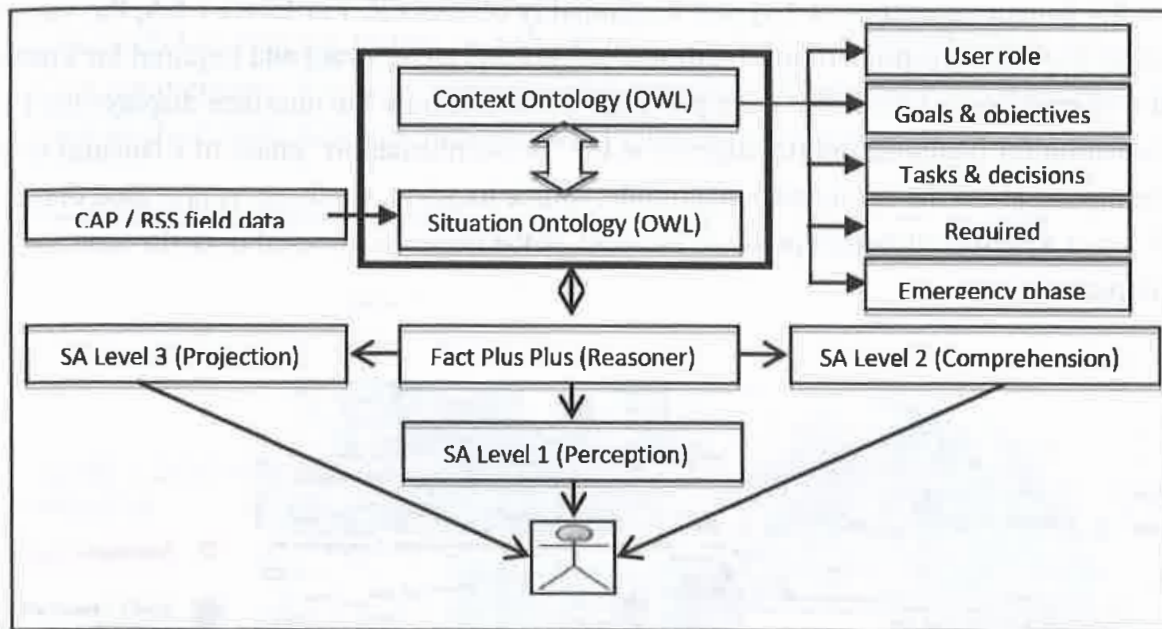 User role
Context Ontology (OWL)
Goals & objectives
Tasks & decisions
CAP / RSS field data
Situation Ontology (OWL)
Required
Emergency phase
SA Level 3 (Projection)
Fact Plus Plus (Reasoner)
SA Level 2 (Comprehension)
SA Level 1 (Perception)